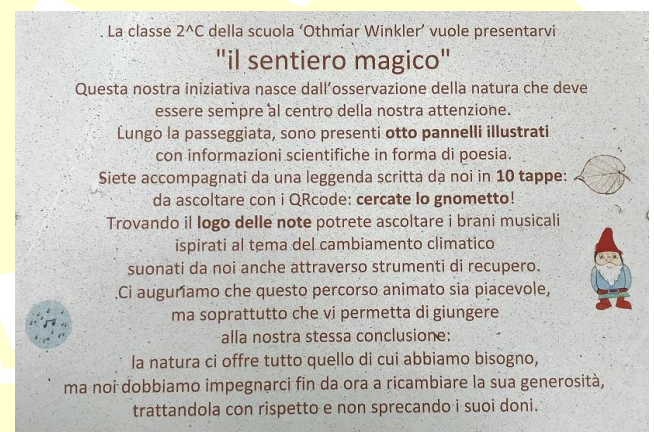 La classe 2^C della scuola ‘Othmar Winkler’ vuole presentarvi
"il sentiero magico"
Questa nostra iniziativa nasce dall’osservazione della natura che deve
essere sempre al centro della nostra attenzione.
Lungo la passeggiata, sono presenti otto pannelli illustrati
con informazioni scientifiche in forma di poesia.
Siete accompagnati da una leggenda scritta da noi in 10 tappe:
da ascoltare con i QRcode: cercate lo gnometto!
Trovando il logo delle note potrete ascoltare i brani musicali
ispirati al tema del cambiamento climatico
suonati da noi anche attraverso strumenti di recupero.
Ci auguriamo che questo percorso animato sia piacevole,
ma soprattutto che vi permetta di giungere
alla nostra stessa conclusione:
la natura ci offre tutto quello di cui abbiamo bisogno,
ma noi dobbiamo impegnarci fin da ora a ricambiare la sua generosità,
trattandola con rispetto e non sprecando i suoi doni.